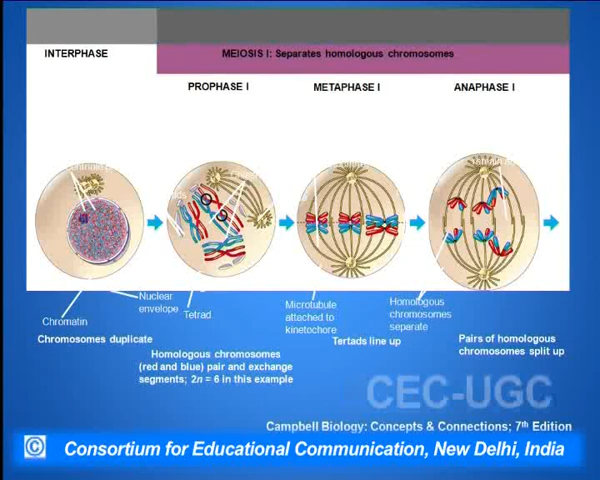 INTERPHASE
MEIOSIS I: Separates homologous chromosomes
PROPHASE I
METAPHASE I
ANAPHASE I
Nuclear
envelope
Chromatin
Chromosomes duplicate
Tetrad
Homologous chromosomes
(red and blue) pair and exchange
segments; 2n = 6 in this example
Microtubule
attached to
kinetochore
Tertads line up
Homologous
chromosomes
separate
Pairs of homologous
chromosomes split up
CEC-UGC
Campbell Biology: Concepts & Connections; 7th Edition
© Consortium for Educational Communication, New Delhi, India